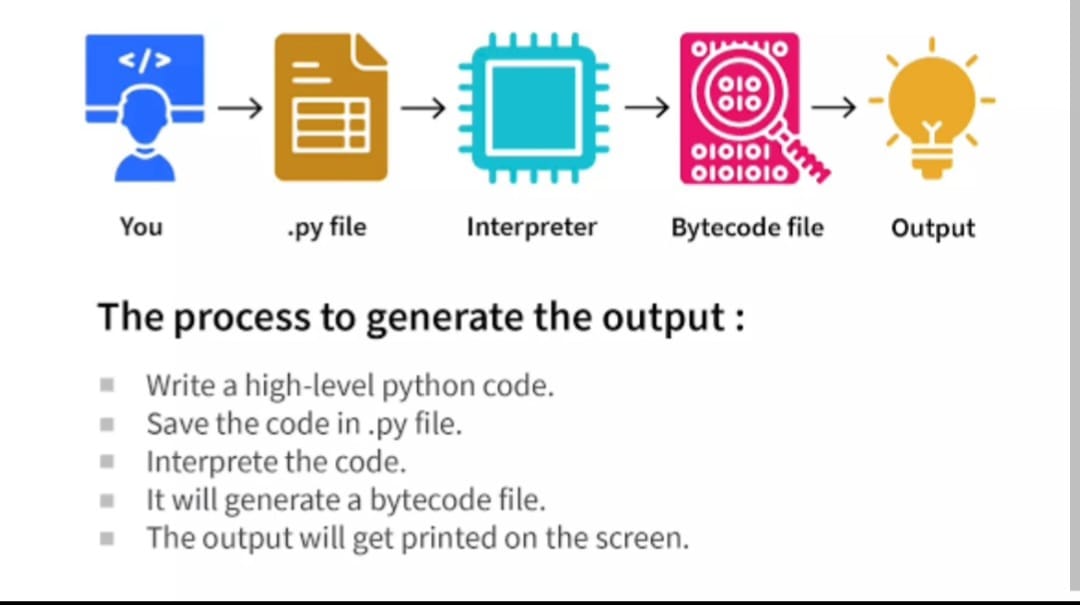 </>
You
.py file
Interpreter
Bytecode file
Output
010
010
010101
0101010
The process to generate the output :
Write a high-level python code.
Save the code in .py file.
Interprete the code.
It will generate a bytecode file.
The output will get printed on the screen.